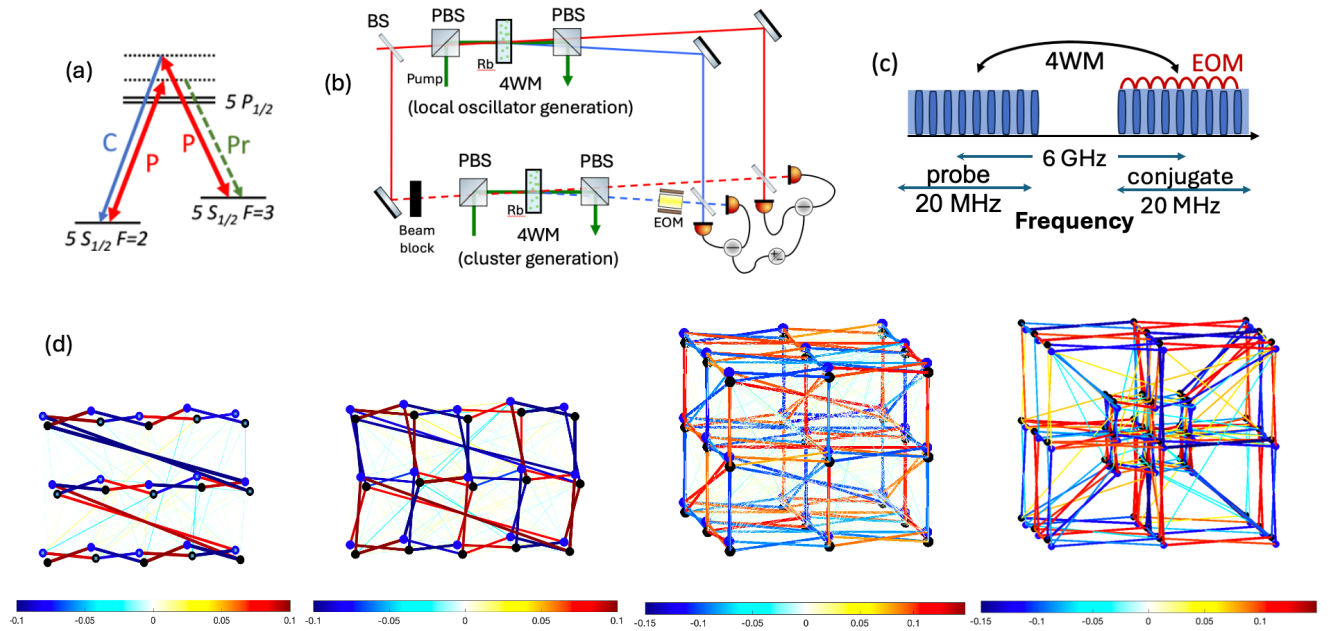 (a)
5 P1/2
C
P
P
Pr
5 S1/2 F=3
5 S1/2 F=2
(b)
BS
PBS
PBS
Pump
Rb
4WM
(local oscillator generation)
PBS
PBS
Rb
4WM
EOM
Beam
block
(cluster generation)
(c)
4WM
EOM
6 GHz
probe
conjugate
20 MHz
20 MHz
Frequency
(d)
-0.1 -0.05 0 0.05 0.1
-0.1 -0.05 0 0.05 0.1
-0.15 -0.1 -0.05 0 0.05 0.1
-0.15 -0.1 -0.05 0 0.05 0.1